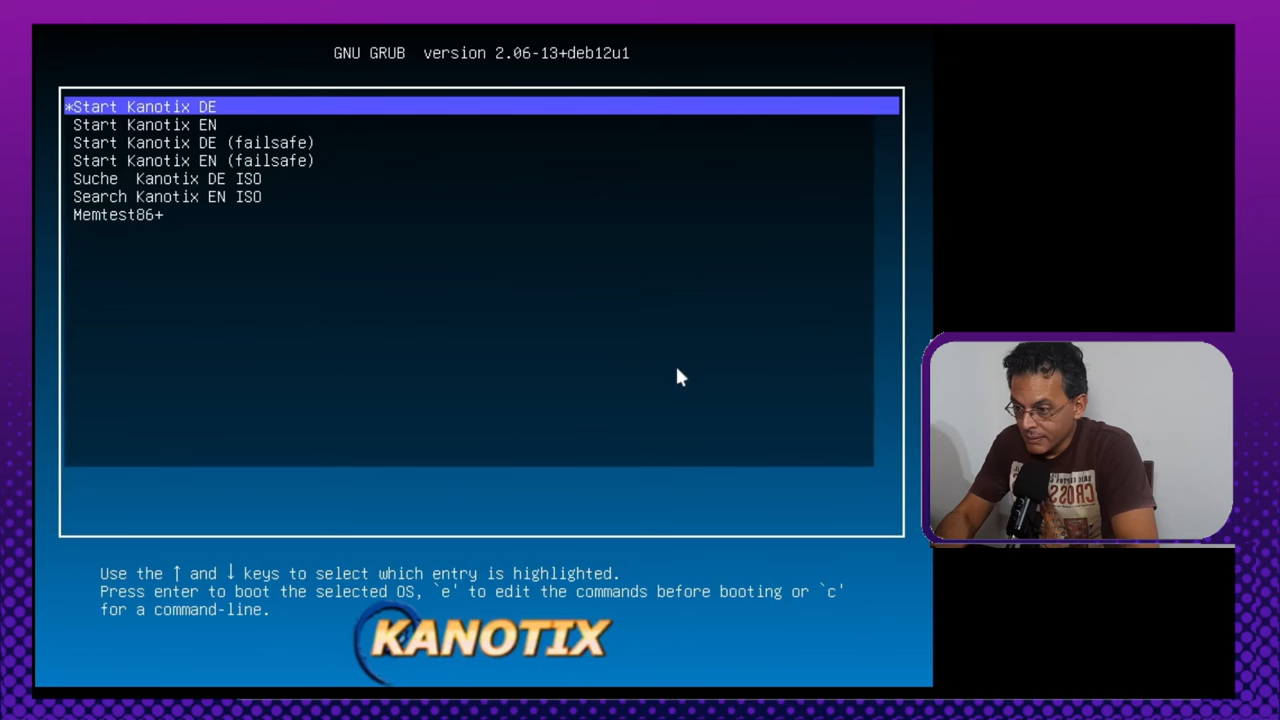 GNU GRUB version 2.06-13+deb12u1
*Start Kanotix DE
Start Kanotix EN
Start Kanotix DE (failsafe)
Start Kanotix EN (failsafe)
Suche  Kanotix DE ISO
Search Kanotix EN ISO
Memtest86+
Use the ↑ and ↓ keys to select which entry is highlighted.
Press enter to boot the selected OS, `e' to edit the commands before booting or `c'
for a command-line.
KANOTIX